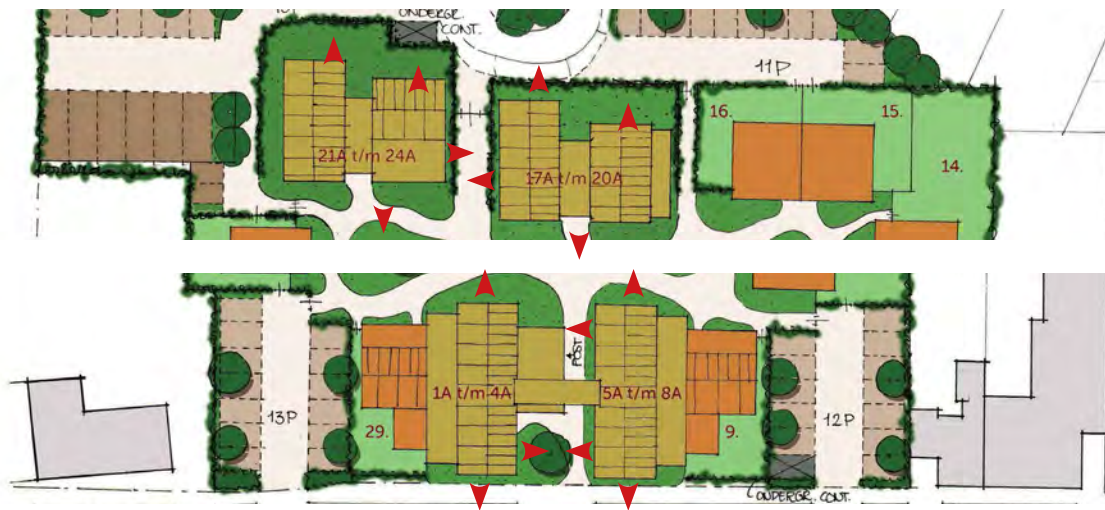 ONDERGR.
CONT.
11P
16.
15.
14.
21A t/m 24A
17A t/m 20A
POST
1A t/m 4A
5A t/m 8A
13P
29.
9.
12P
ONDERGR. CONT.